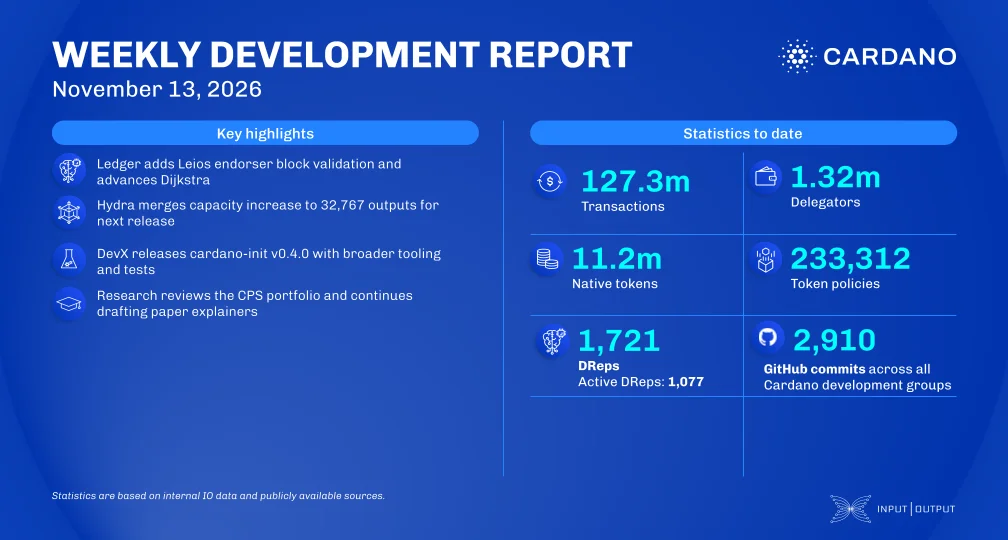 WEEKLY DEVELOPMENT REPORT
November 13, 2026
CARDANO
Key highlights
Ledger adds Leios endorser block validation and
advances Dijkstra
Hydra merges capacity increase to 32,767 outputs for
next release
DevX releases cardano-init v0.4.0 with broader tooling
and tests
Research reviews the CPS portfolio and continues
drafting paper explainers
Statistics to date
127.3m
Transactions
1.32m
Delegators
11.2m
Native tokens
233,312
Token policies
1,721
DReps
Active DReps: 1,077
2,910
GitHub commits across all
Cardano development groups
Statistics are based on internal IO data and publicly available sources.
INPUT|OUTPUT